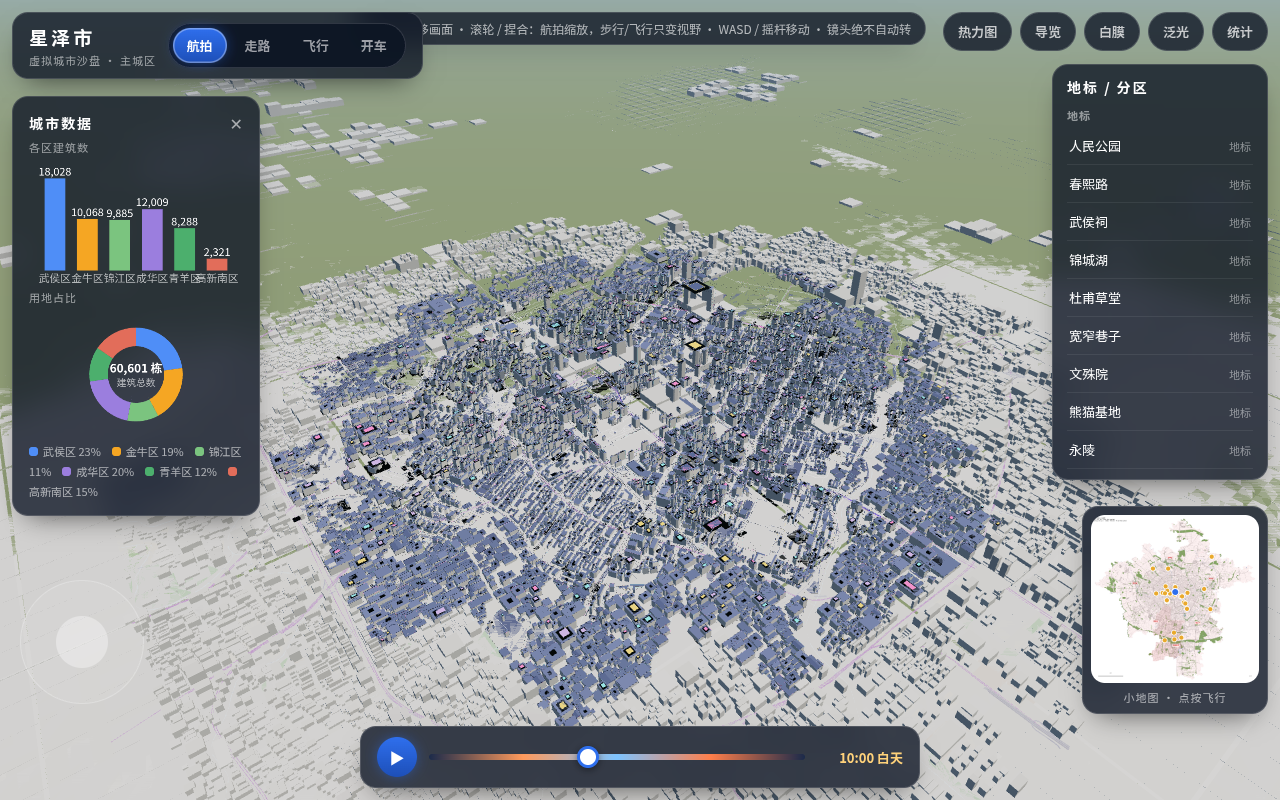 星泽市
虚拟城市沙盘 · 主城区
航拍
走路
飞行
开车
画面 · 滚轮 / 捏合：航拍缩放，步行/飞行只变视野 · WASD / 摇杆移动 · 镜头绝不自动转
热力图
导览
白膜
泛光
统计
城市数据
×
各区建筑数
18,028
10,068
9,885
12,009
8,288
2,321
武侯区
金牛区
锦江区
成华区
青羊区
高新南区
用地占比
60,601 栋
建筑总数
武侯区 23% 金牛区 19% 锦江区
11% 成华区 20% 青羊区 12%
高新南区 15%
地标 / 分区
地标
人民公园 地标
春熙路 地标
武侯祠 地标
锦城湖 地标
杜甫草堂 地标
宽窄巷子 地标
文殊院 地标
熊猫基地 地标
永陵 地标
小地图 · 点按飞行
10:00 白天